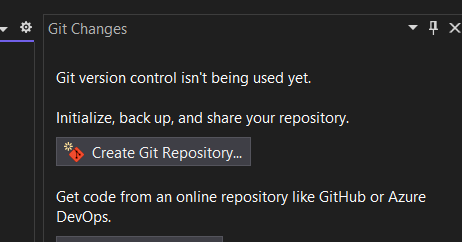 Git Changes
Git version control isn't being used yet.
Initialize, back up, and share your repository.
Create Git Repository...
Get code from an online repository like GitHub or Azure
DevOps.